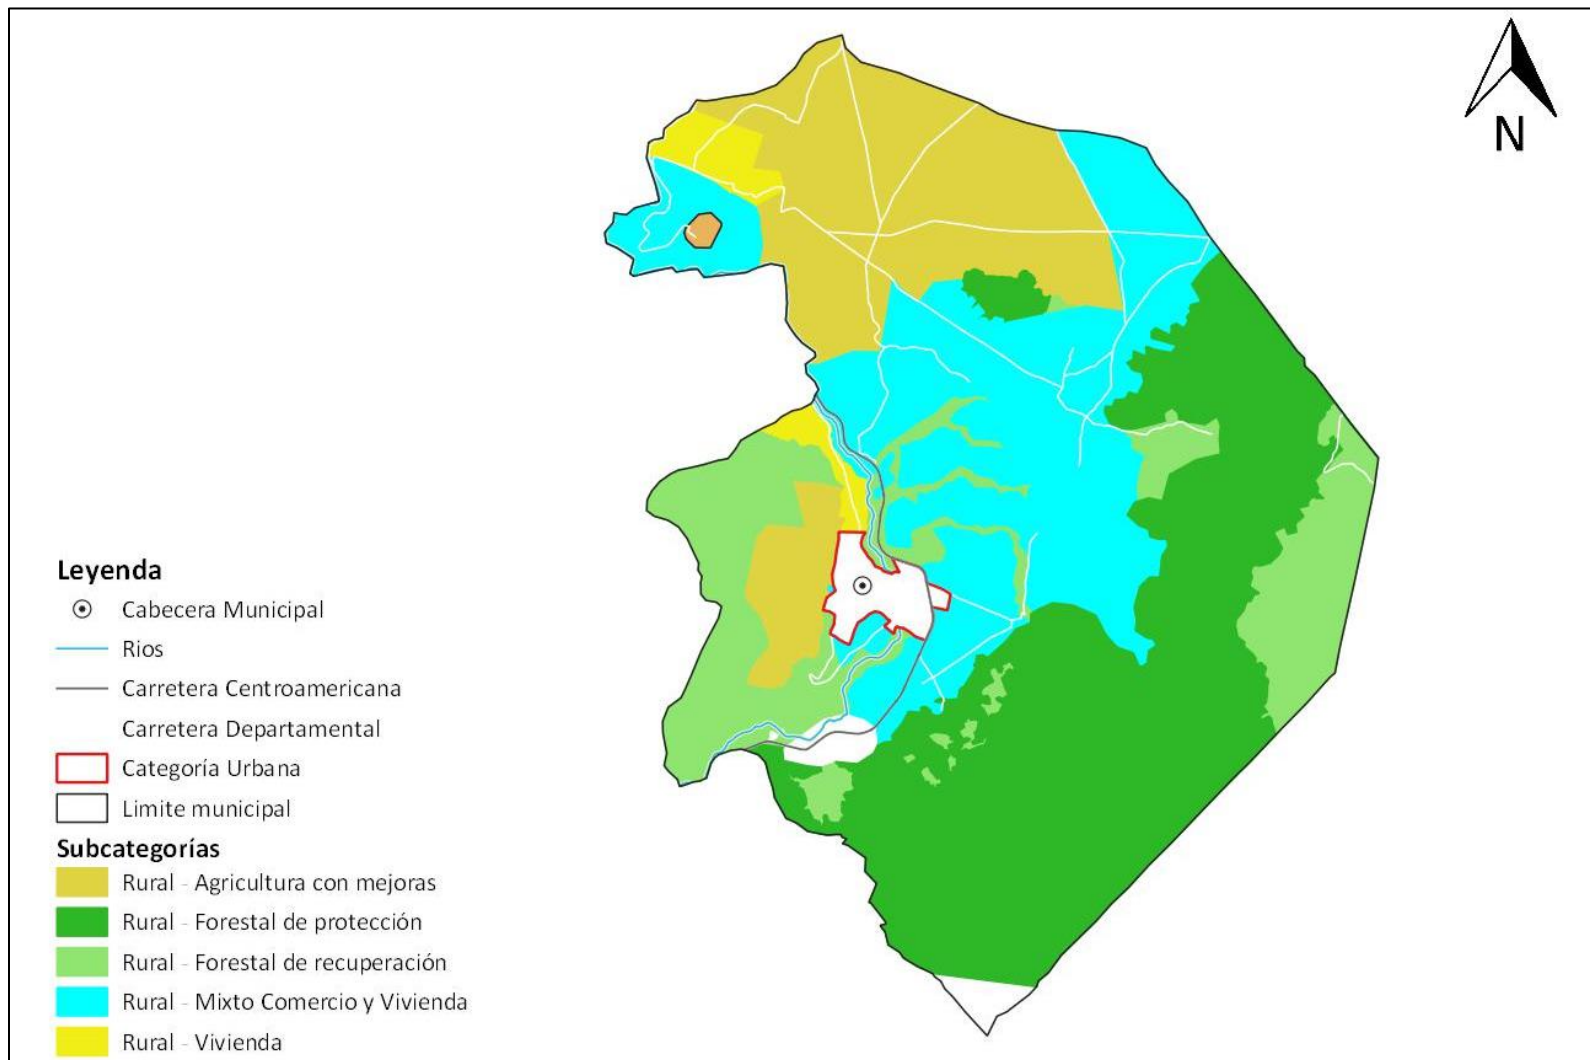 N
Leyenda
Cabecera Municipal
Rios
Carretera Centroamericana
Carretera Departamental
Categoría Urbana
Limite municipal
Subcategorías
Rural - Agricultura con mejoras
Rural - Forestal de protección
Rural - Forestal de recuperación
Rural - Mixto Comercio y Vivienda
Rural - Vivienda